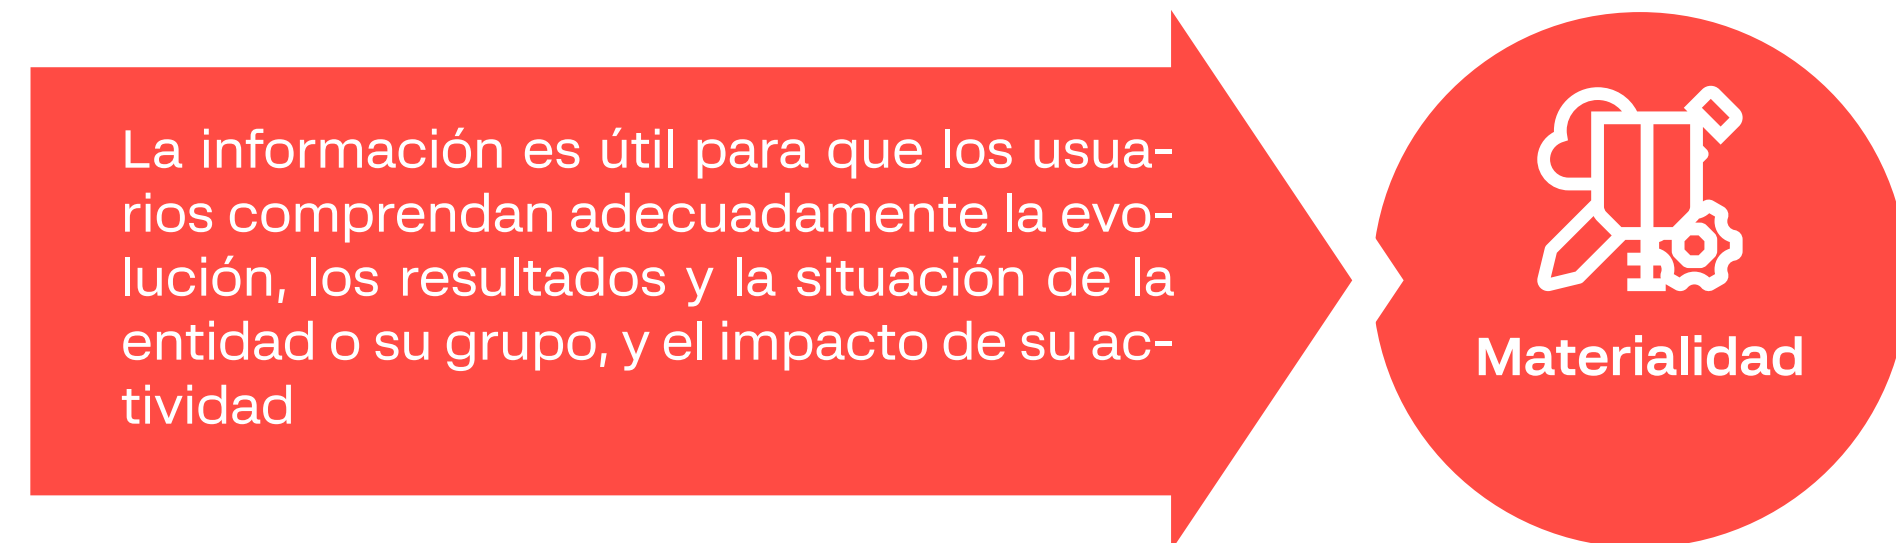 La información es útil para que los usua-
rios comprendan adecuadamente la evo-
lución, los resultados y la situación de la
entidad o su grupo, y el impacto de su ac-
tividad
Materialidad